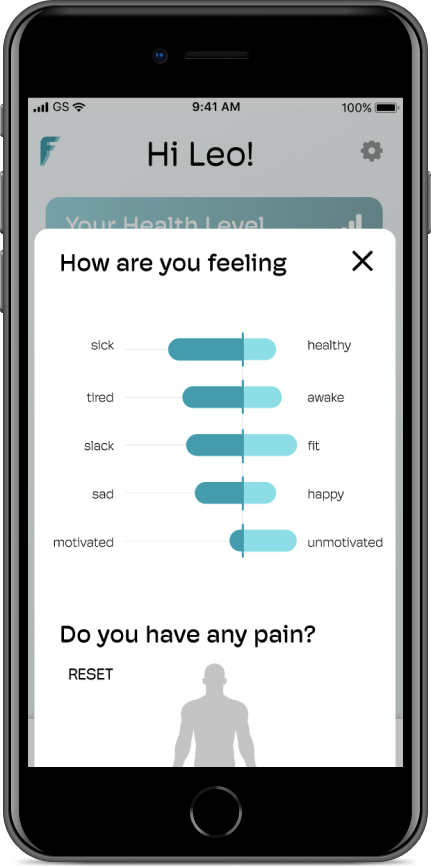 GS 9:41 AM 100%
Hi Leo!
Your Health Level
How are you feeling
sick healthy
tired awake
slack fit
sad happy
motivated unmotivated
Do you have any pain?
RESET